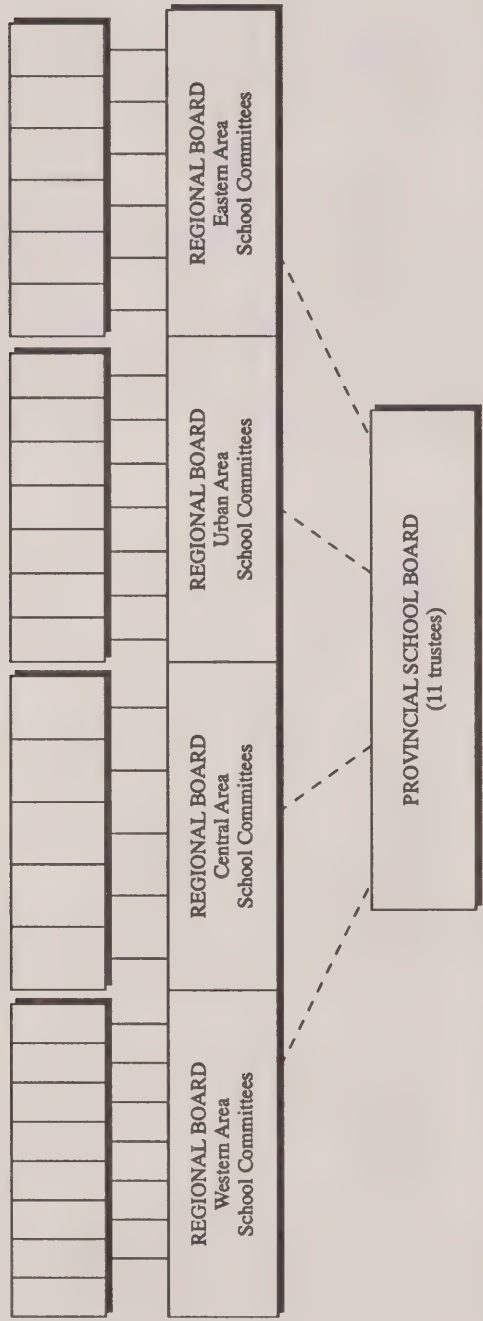 REGIONAL BOARD
Western Area
School Committees
REGIONAL BOARD
Central Area
School Committees
REGIONAL BOARD
Urban Area
School Committees
REGIONAL BOARD
Eastern Area
School Committees
PROVINCIAL SCHOOL BOARD
(11 trustees)